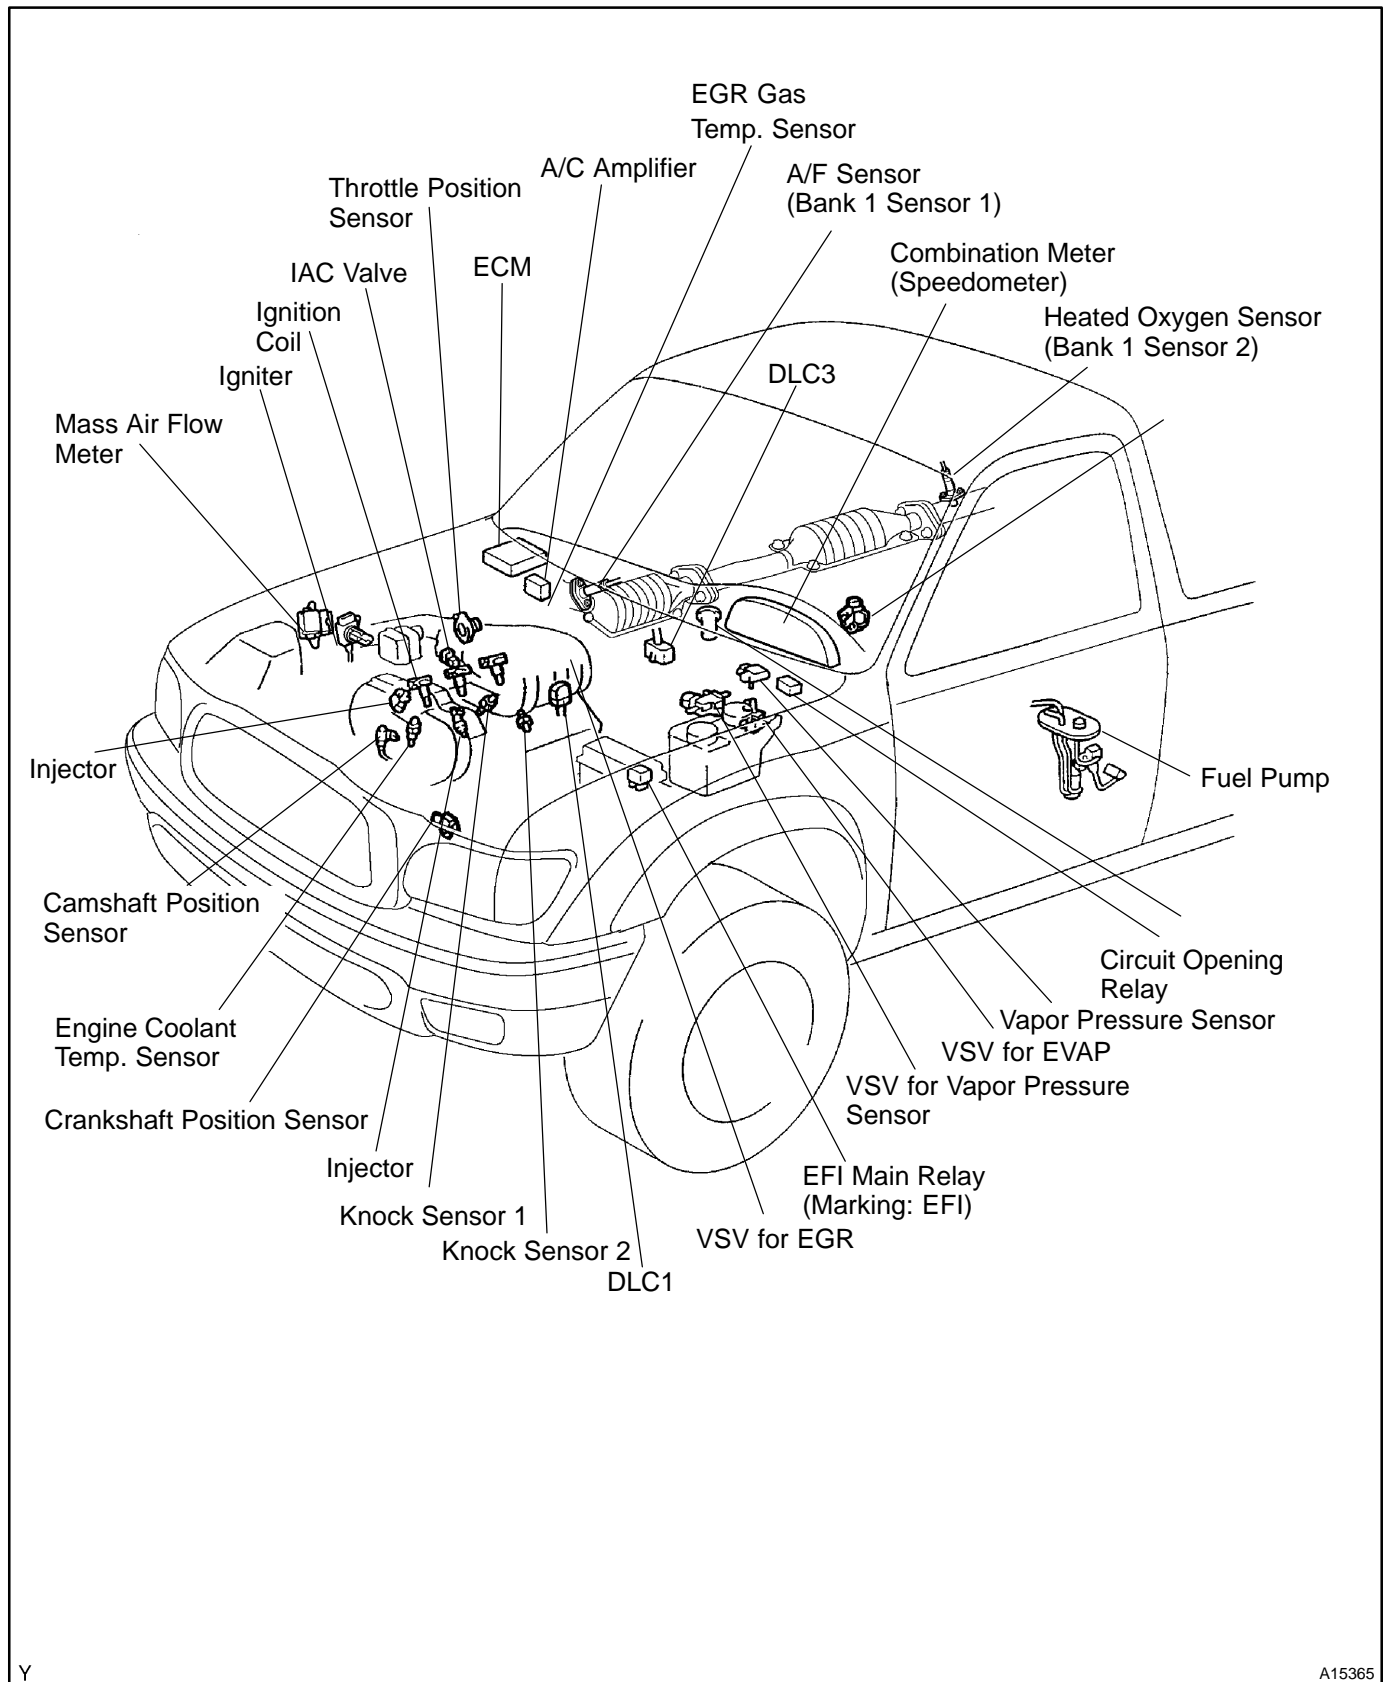 EGR Gas
Temp. Sensor
A/C Amplifier
A/F Sensor
(Bank 1 Sensor 1)
Throttle Position
Sensor
Combination Meter
(Speedometer)
IAC Valve
ECM
Ignition
Coil
Heated Oxygen Sensor
(Bank 1 Sensor 2)
Igniter
DLC3
Mass Air Flow
Meter
Injector
Fuel Pump
Camshaft Position
Sensor
Circuit Opening
Relay
Engine Coolant
Temp. Sensor
Vapor Pressure Sensor
VSV for EVAP
VSV for Vapor Pressure
Sensor
Crankshaft Position Sensor
Injector
EFI Main Relay
(Marking: EFI)
Knock Sensor 1
VSV for EGR
Knock Sensor 2
DLC1
Y
A15365